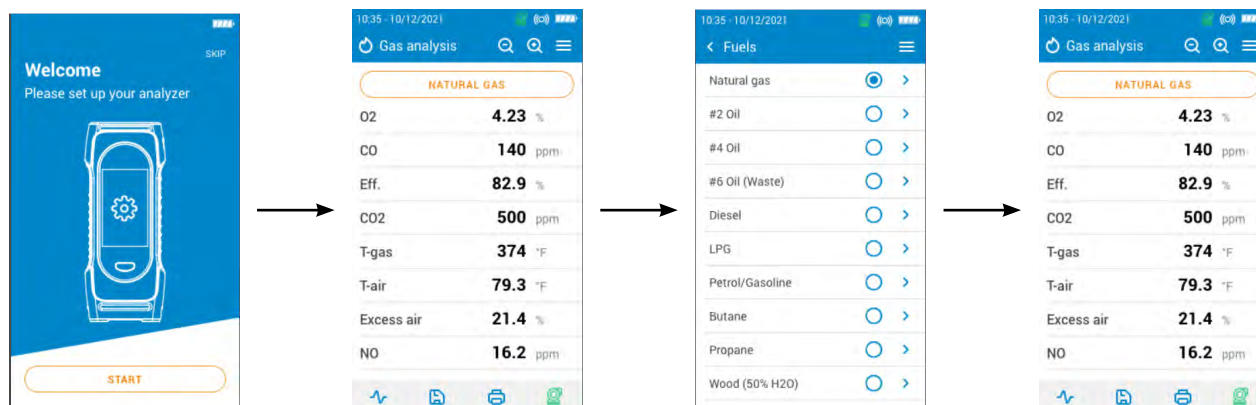 SKIP
Welcome
Please set up your analyzer
START
10:35 - 10/12/2021
Gas analysis
NATURAL GAS
O2 4.23 %
CO 140 ppm
Eff. 82.9 %
CO2 500 ppm
T-gas 374 °F
T-air 79.3 °F
Excess air 21.4 %
NO 16.2 ppm
10:35 - 10/12/2021
Fuels
Natural gas
#2 Oil
#4 Oil
#6 Oil (Waste)
Diesel
LPG
Petrol/Gasoline
Butane
Propane
Wood (50% H2O)
10:35 - 10/12/2021
Gas analysis
NATURAL GAS
O2 4.23 %
CO 140 ppm
Eff. 82.9 %
CO2 500 ppm
T-gas 374 °F
T-air 79.3 °F
Excess air 21.4 %
NO 16.2 ppm